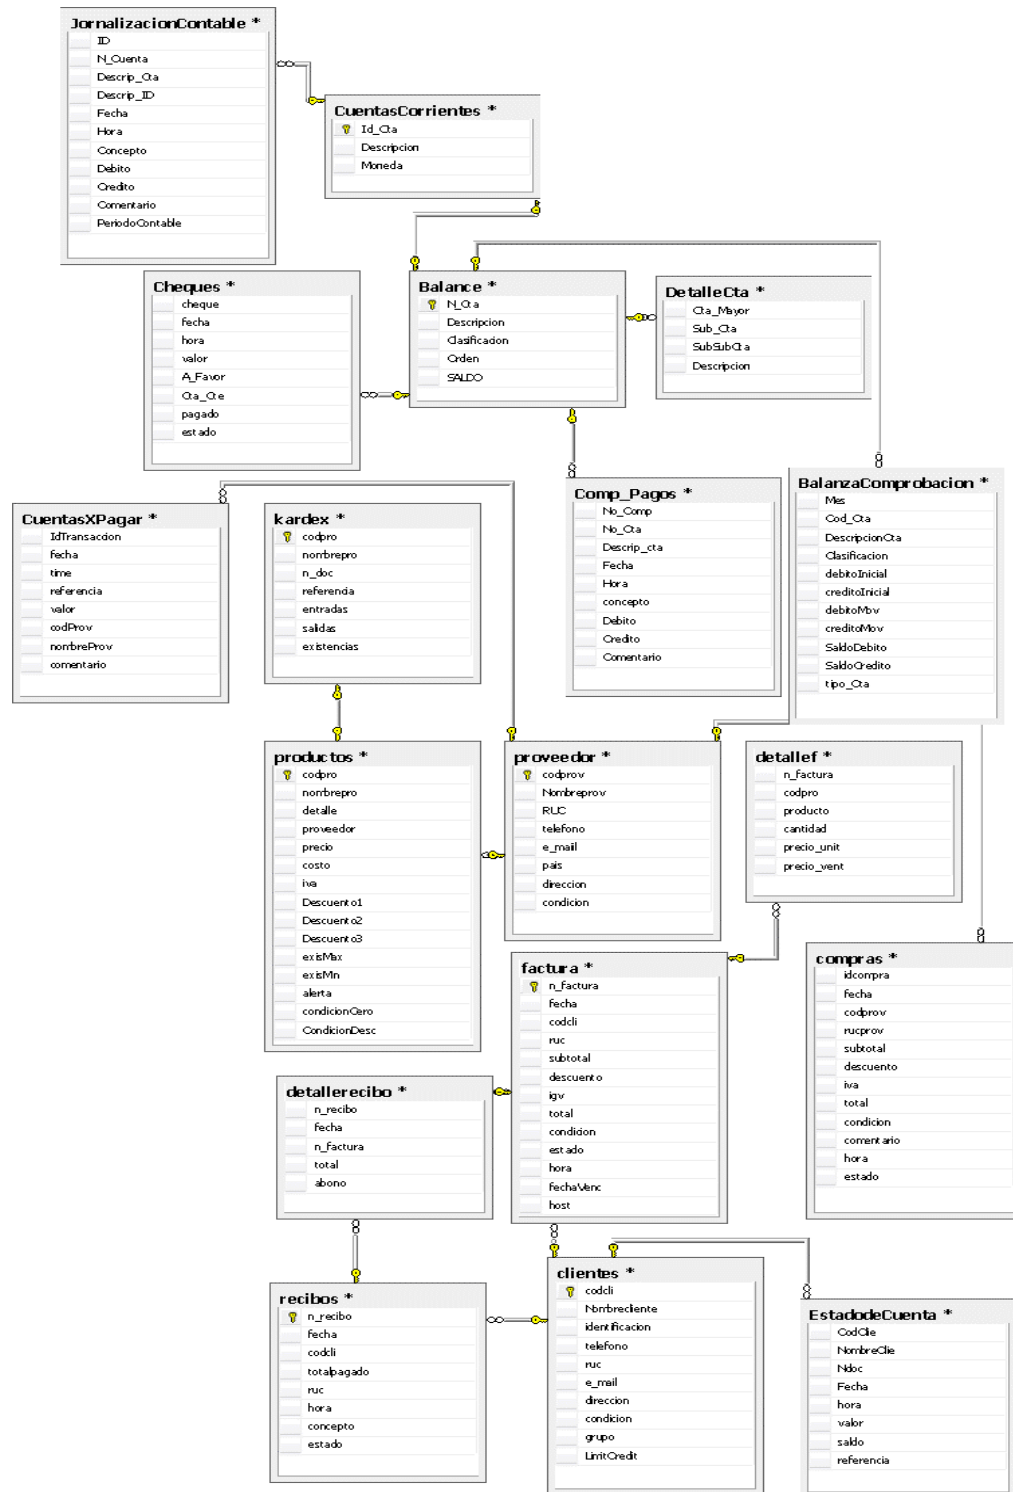 JornalizacionContable *
ID
N_Cuenta
Descrip_Cta
Descrip_ID
Fecha
Hora
Concepto
Debito
Credito
Comentario
PeriodoContable
CuentasCorrientes *
Id_Cta
Descripcion
Moneda
Cheques *
cheque
fecha
hora
valor
A_Favor
Cta_Cte
pagado
estado
Balance *
N_Cta
Descripcion
Clasificacion
Orden
SALDO
DetalleCta *
Cta_Mayor
Sub_Cta
SubSubCta
Descripcion
CuentasXPagar *
IdTransaccion
fecha
time
referencia
valor
codProv
nombreProv
comentario
kardex *
codpro
nombrepro
n_doc
referencia
entradas
salidas
existencias
Comp_Pagos *
No_Comp
No_Cta
Descrip_cta
Fecha
Hora
concepto
Debito
Credito
Comentario
BalanzaComprobacion *
Mes
Cod_Cta
DescripcionCta
Clasificacion
debitoInicial
creditoInicial
debitoMov
creditoMov
SaldoDebito
SaldoCredito
tipo_Cta
productos *
codpro
nombrepro
detalle
proveedor
precio
costo
iva
Descuento1
Descuento2
Descuento3
exisMax
exisMin
alerta
condicionCero
CondicionDesc
proveedor *
codprov
Nombreprov
RUC
telefono
e_mail
pais
direccion
condicion
detallef *
n_factura
codpro
producto
cantidad
precio_unit
precio_vent
factura *
n_factura
fecha
codcli
ruc
subtotal
descuento
igv
total
condicion
estado
hora
fechaVenc
host
compras *
idcompra
fecha
codprov
rucprov
subtotal
descuento
iva
total
condicion
comentario
hora
estado
detallerecibo *
n_recibo
fecha
n_factura
total
abono
recibos *
n_recibo
fecha
codcli
totalpagado
ruc
hora
concepto
estado
clientes *
codcli
Nombrecliente
identificacion
telefono
ruc
e_mail
direccion
condicion
grupo
LimitCredit
EstadodeCuenta *
CodClie
NombreClie
Ndoc
Fecha
hora
valor
saldo
referencia